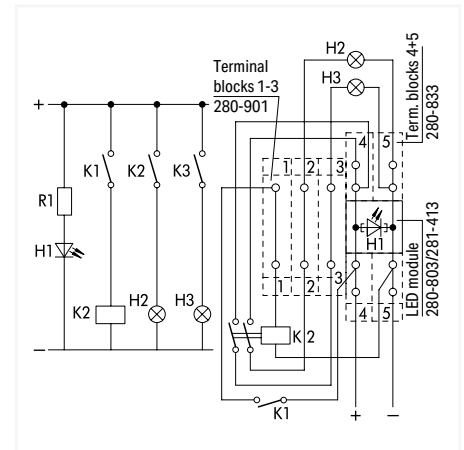 H2
H3
Terminal
blocks 1-3
280-901
Term. blocks 4+5
280-833
+
K1
K2
K3
1
2
3
4
5
R1
H1
H1
LED module
280-803/281-413
1
2
3
K2
H2
H3
K2
4
5
–
K1
+
–